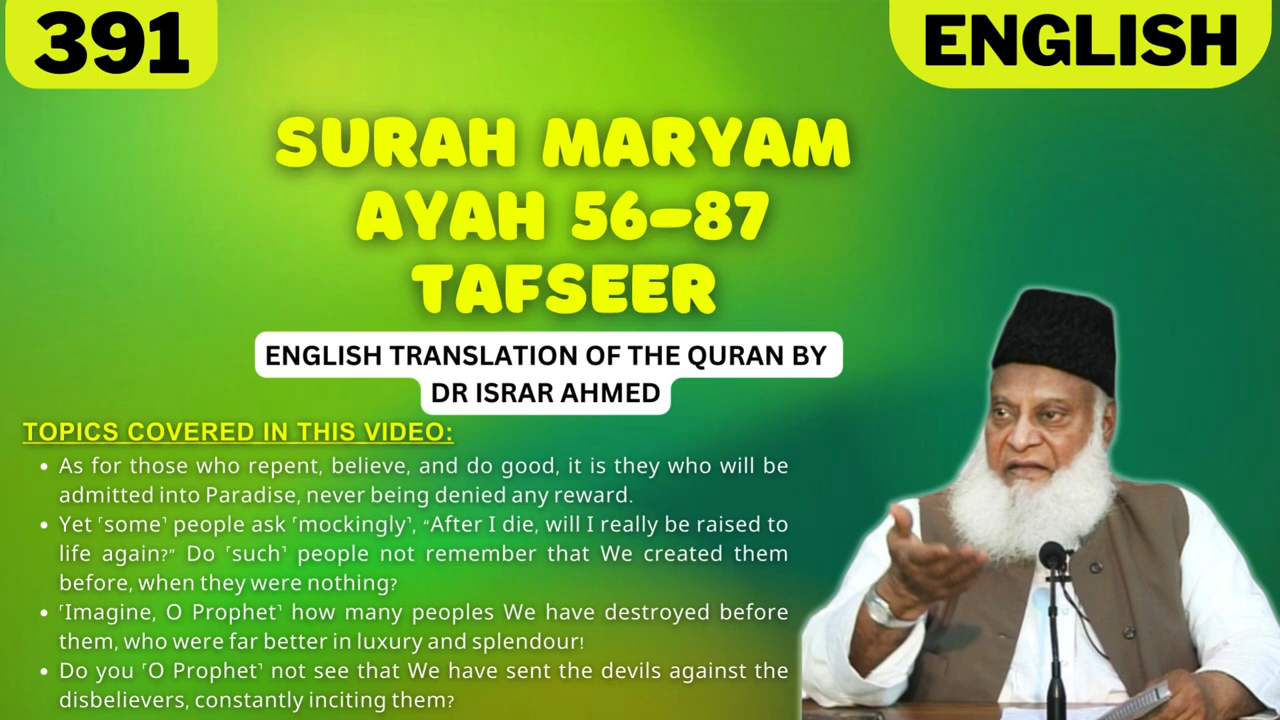 391
ENGLISH
SURAH MARYAM
AYAH 56–87
TAFSEER
ENGLISH TRANSLATION OF THE QURAN BY
DR ISRAR AHMED
TOPICS COVERED IN THIS VIDEO:
• As for those who repent, believe, and do good, it is they who will be
admitted into Paradise, never being denied any reward.
• Yet ˹some˺ people ask ˹mockingly˺, “After I die, will I really be raised to
life again?” Do ˹such˺ people not remember that We created them
before, when they were nothing?
• ˹Imagine, O Prophet˺ how many peoples We have destroyed before
them, who were far better in luxury and splendour!
• Do you ˹O Prophet˺ not see that We have sent the devils against the
disbelievers, constantly inciting them?